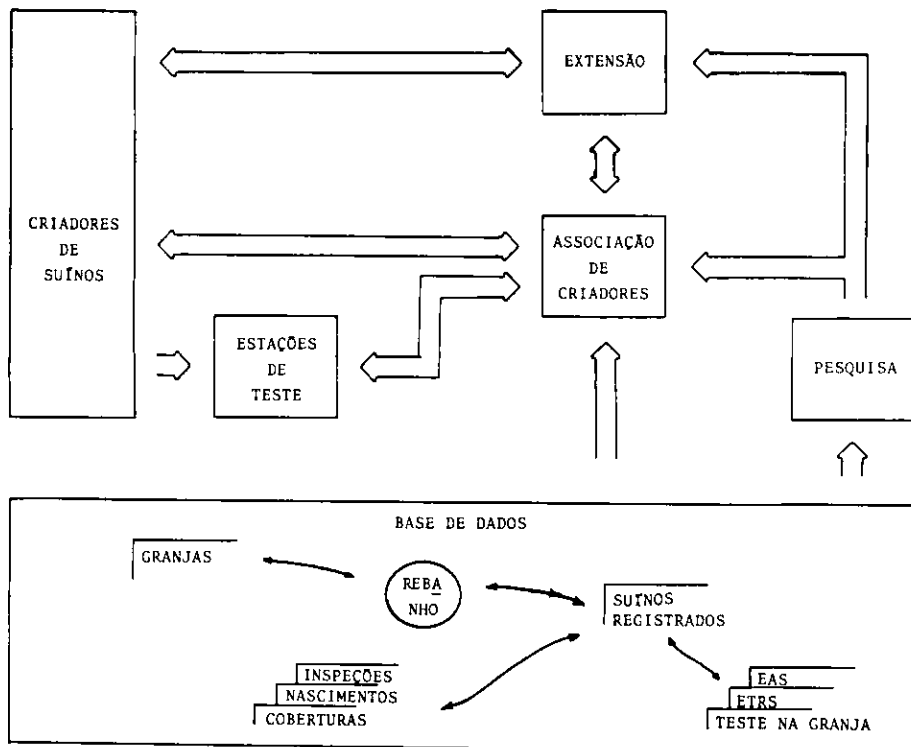 EXTENSÃO
CRIADORES
DE
SUÍNOS
ASSOCIAÇÃO
DE
CRIADORES
ESTAÇÕES
DE
TESTE
PESQUISA
BASE DE DADOS
GRANJAS
REBA
NHO
SUÍNOS
REGISTRADOS
INSPEÇÕES
NASCIMENTOS
COBERTURAS
EAS
ETRS
TESTE NA GRANJA